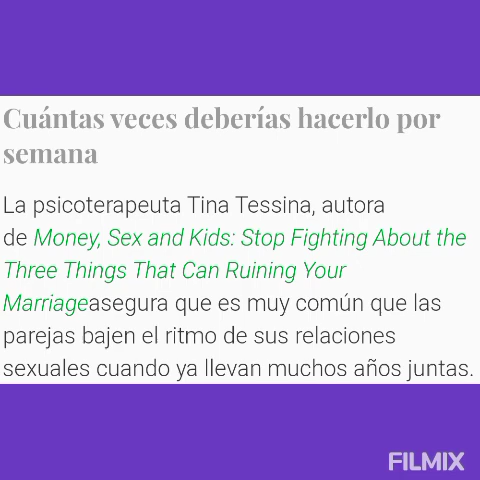 Cuántas veces deberías hacerlo por
semana
La psicoterapeuta Tina Tessina, autora
de Money, Sex and Kids: Stop Fighting About the
Three Things That Can Ruining Your
Marriageasegura que es muy común que las
parejas bajen el ritmo de sus relaciones
sexuales cuando ya llevan muchos años juntas.
FILMIX